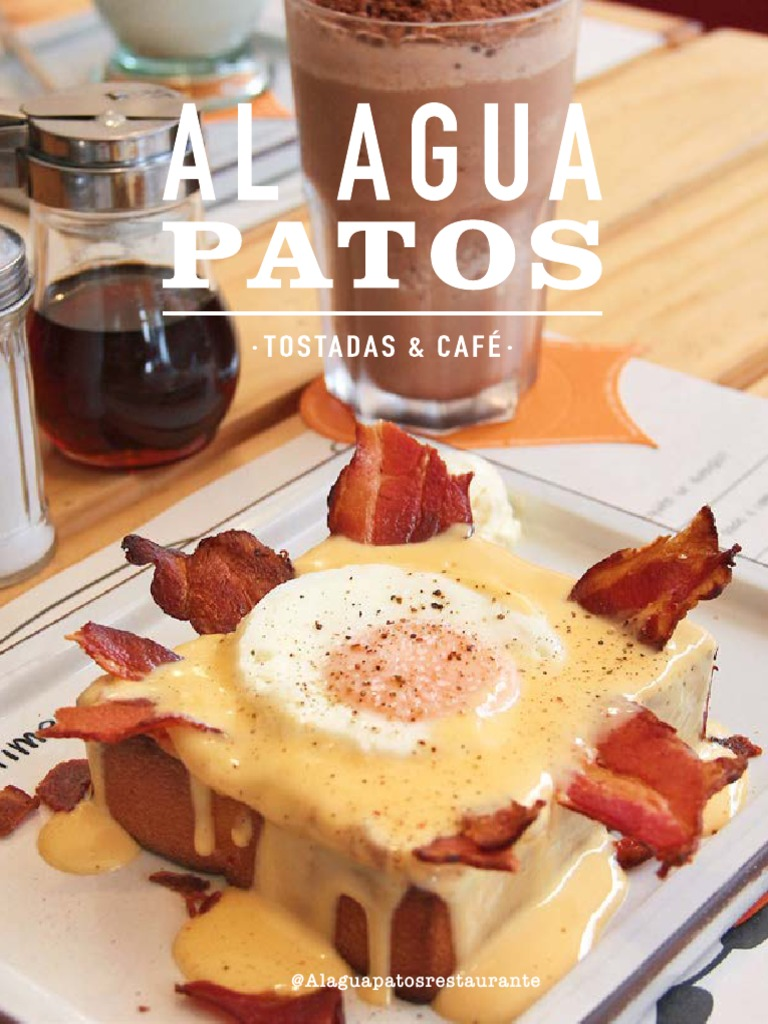 AL AGUA
PATOS
·TOSTADAS & CAFÉ·
@Alaguapatosrestaurante